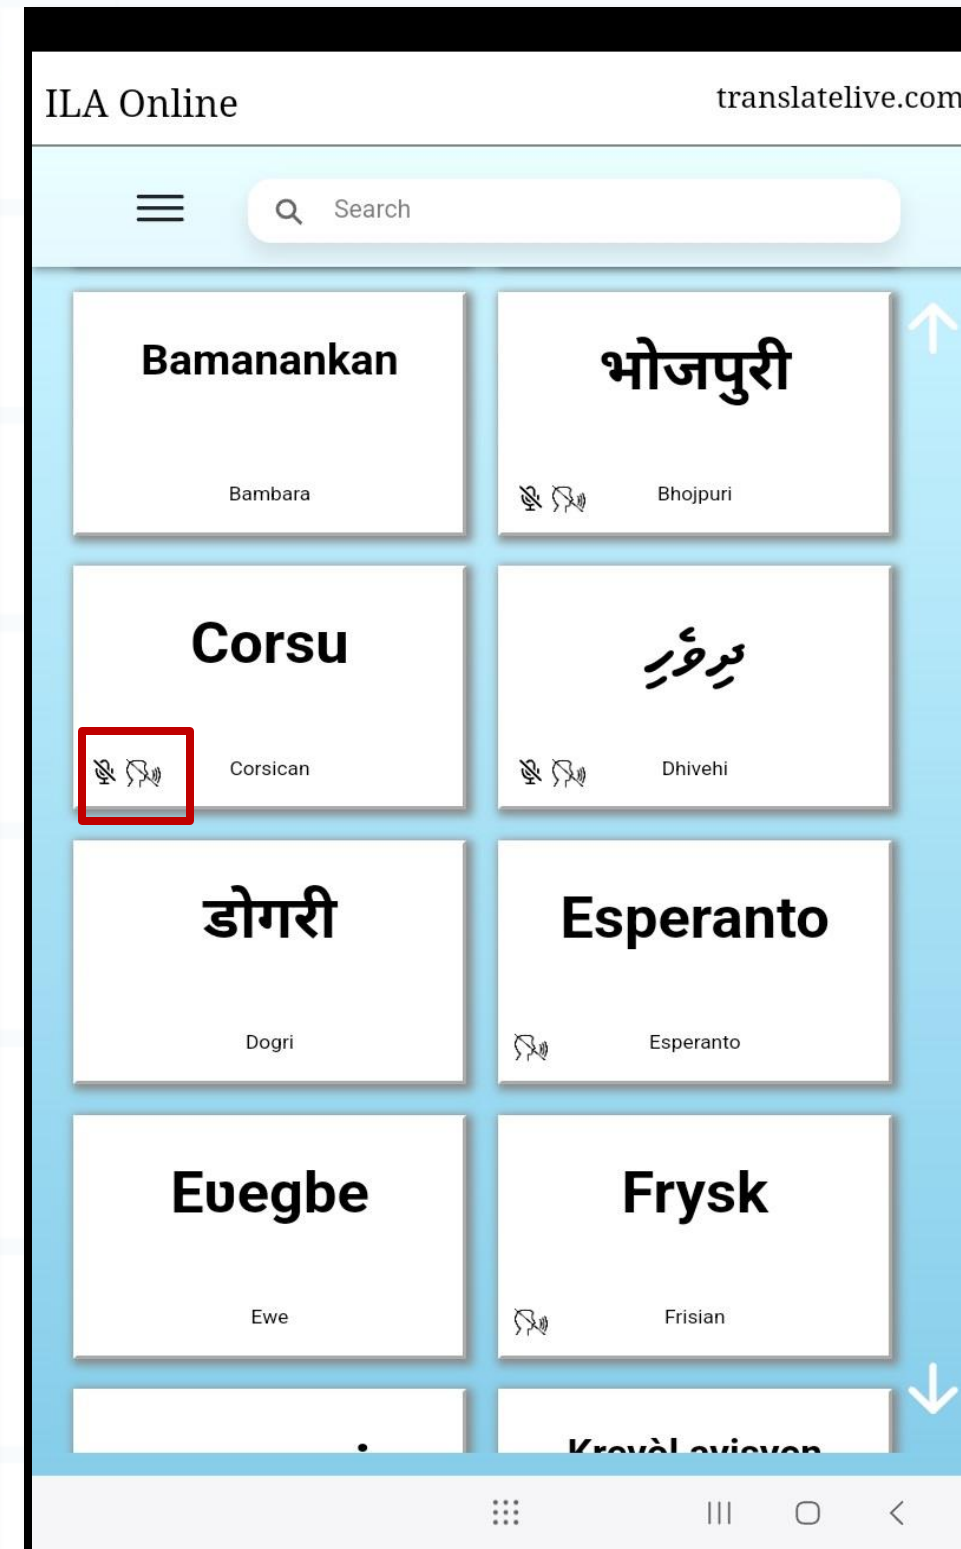 ILA Online
translatelive.com
Search
Bamanankan
Bambara
भोजपुरी
Bhojpuri
Corsu
Corsican
ދިވެހި
Dhivehi
डोगरी
Dogri
Esperanto
Esperanto
Eʋegbe
Ewe
Frysk
Frisian